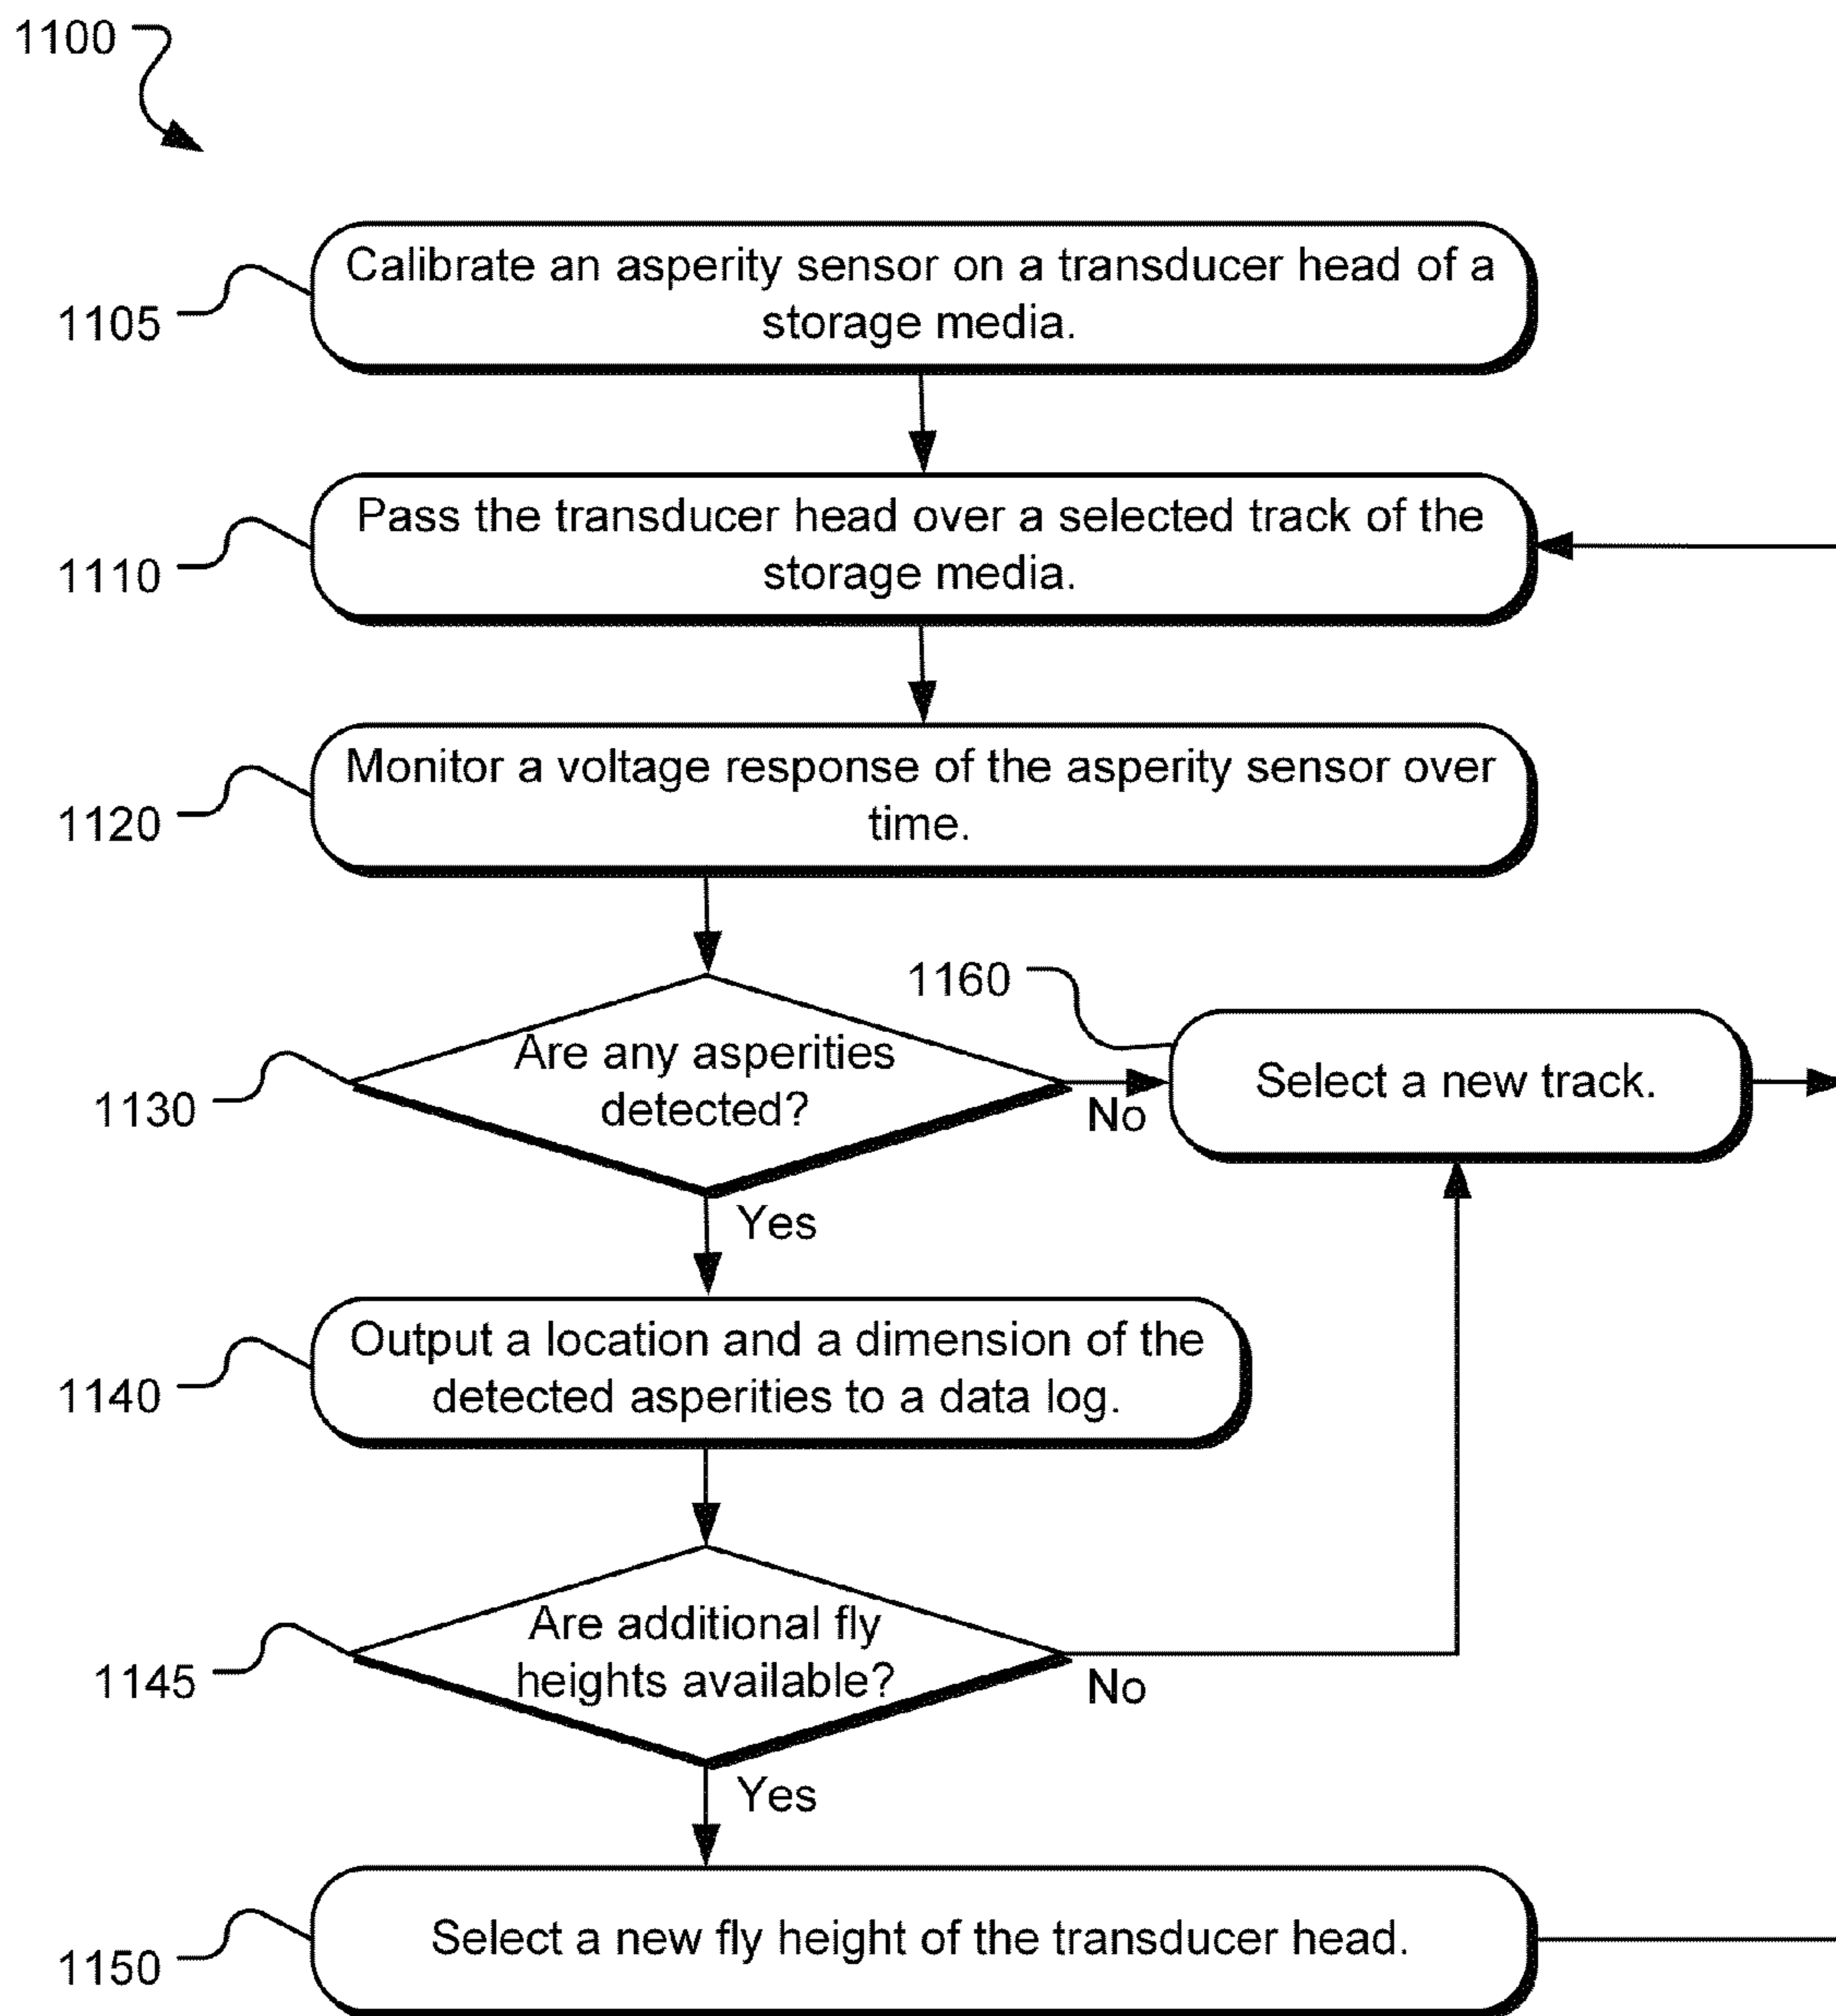 1100
Calibrate an asperity sensor on a transducer head of a
storage media.
1105
Pass the transducer head over a selected track of the
storage media.
1110
Monitor a voltage response of the asperity sensor over
time.
1120
1160
Are any asperities
detected?
Select a new track.
1130
No
Yes
Output a location and a dimension of the
detected asperities to a data log.
1140
Are additional fly
heights available?
1145
No
Yes
Select a new fly height of the transducer head.
1150